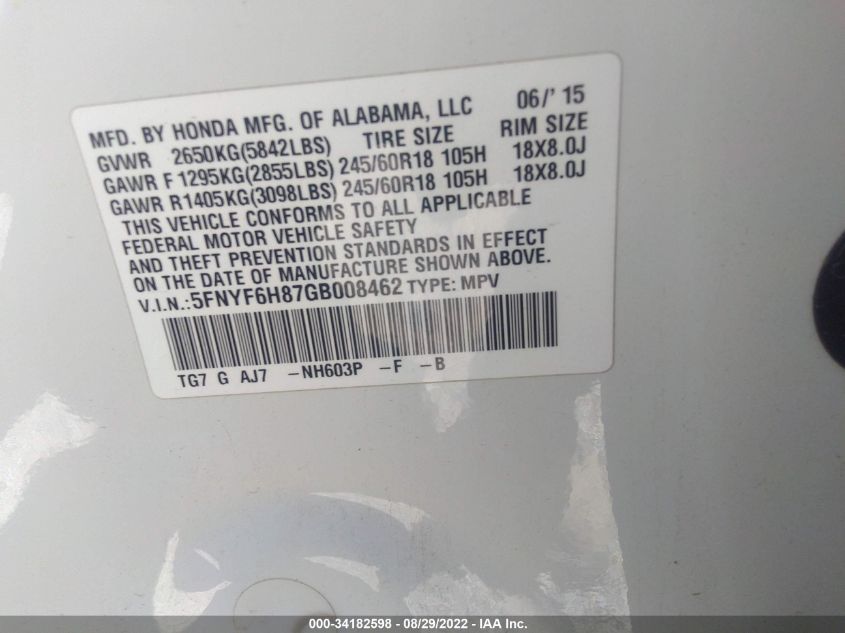 MFD. BY HONDA MFG. OF ALABAMA, LLC 06/' 15
GVWR 2650KG(5842LBS) TIRE SIZE RIM SIZE
GAWR F 1295KG(2855LBS) 245/60R18 105H 18X8.0J
GAWR R1405KG(3098LBS) 245/60R18 105H 18X8.0J
THIS VEHICLE CONFORMS TO ALL APPLICABLE
FEDERAL MOTOR VEHICLE SAFETY
AND THEFT PREVENTION STANDARDS IN EFFECT
ON THE DATE OF MANUFACTURE SHOWN ABOVE.
V.I.N.:5FNYF6H87GB008462 TYPE: MPV
TG7 G AJ7 -NH603P -F -B
000-34182598 - 08/29/2022 - IAA Inc.